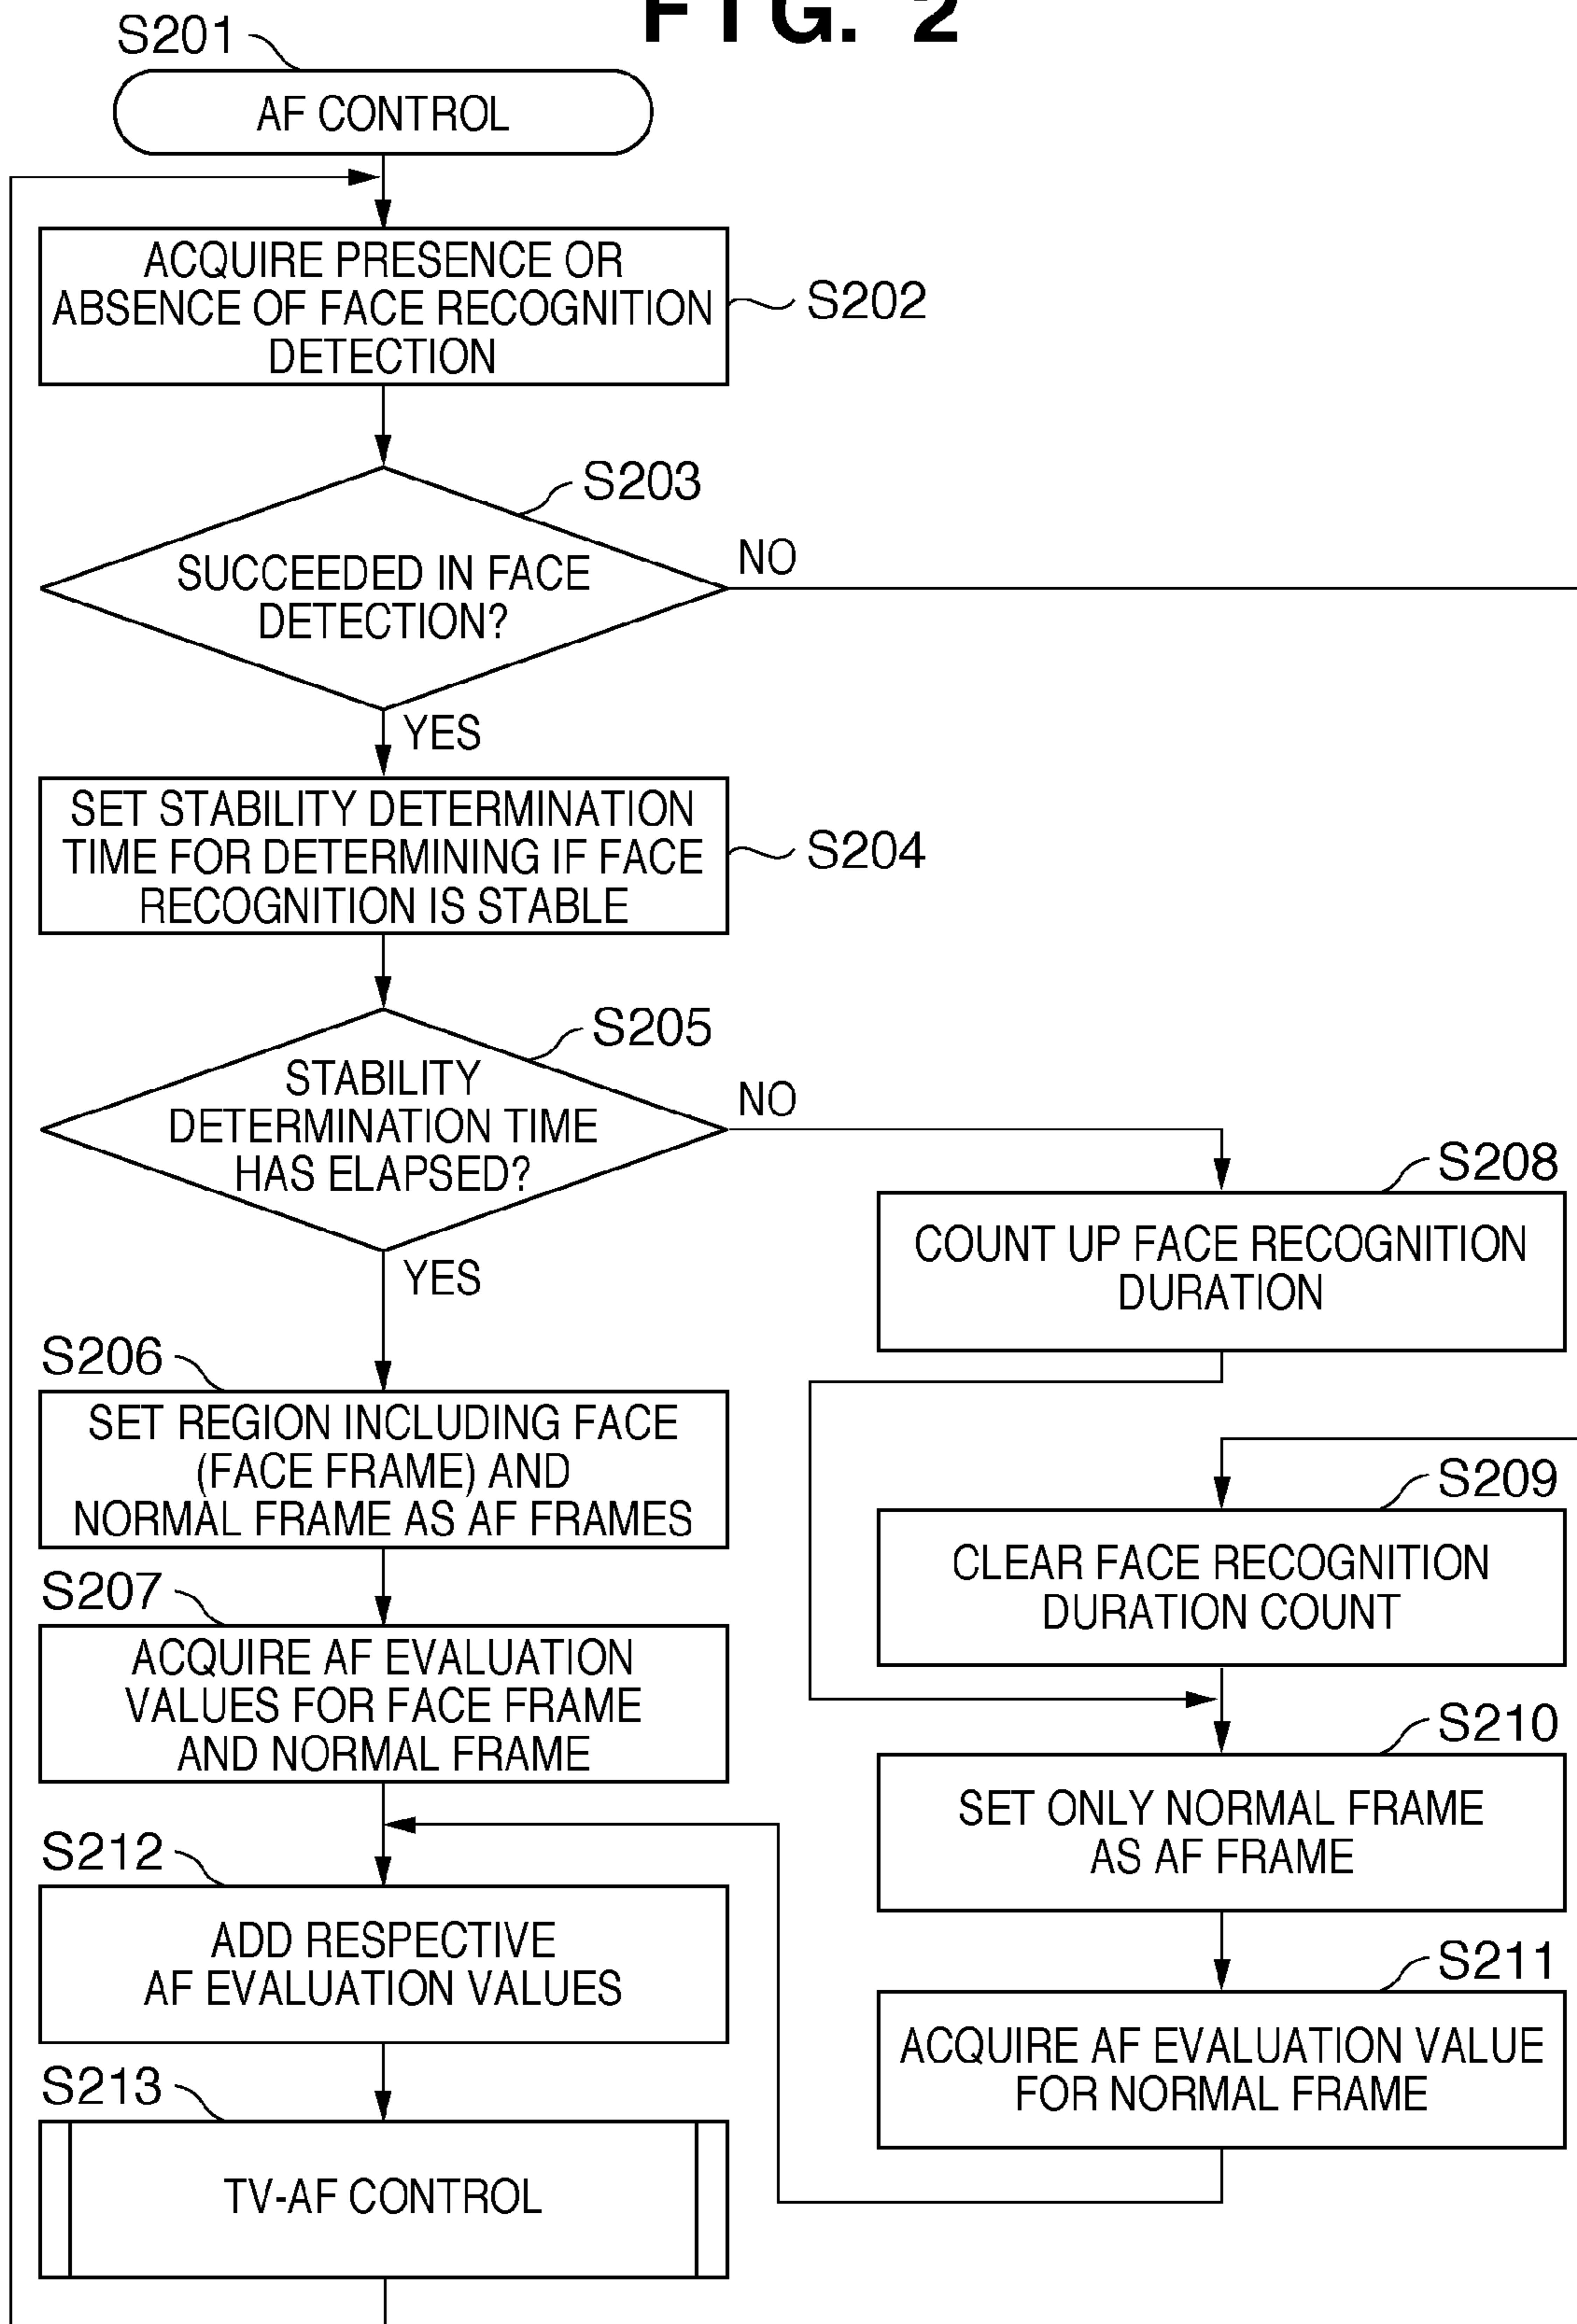 FIG. 2
S201
AF CONTROL
ACQUIRE PRESENCE OR
ABSENCE OF FACE RECOGNITION
DETECTION
S202
S203
SUCCEEDED IN FACE
DETECTION?
NO
YES
SET STABILITY DETERMINATION
TIME FOR DETERMINING IF FACE
RECOGNITION IS STABLE
S204
S205
STABILITY
DETERMINATION TIME
HAS ELAPSED?
NO
YES
S208
COUNT UP FACE RECOGNITION
DURATION
S206
SET REGION INCLUDING FACE
(FACE FRAME) AND
NORMAL FRAME AS AF FRAMES
S209
CLEAR FACE RECOGNITION
DURATION COUNT
S207
ACQUIRE AF EVALUATION
VALUES FOR FACE FRAME
AND NORMAL FRAME
S210
SET ONLY NORMAL FRAME
AS AF FRAME
S212
ADD RESPECTIVE
AF EVALUATION VALUES
S211
ACQUIRE AF EVALUATION VALUE
FOR NORMAL FRAME
S213
TV-AF CONTROL